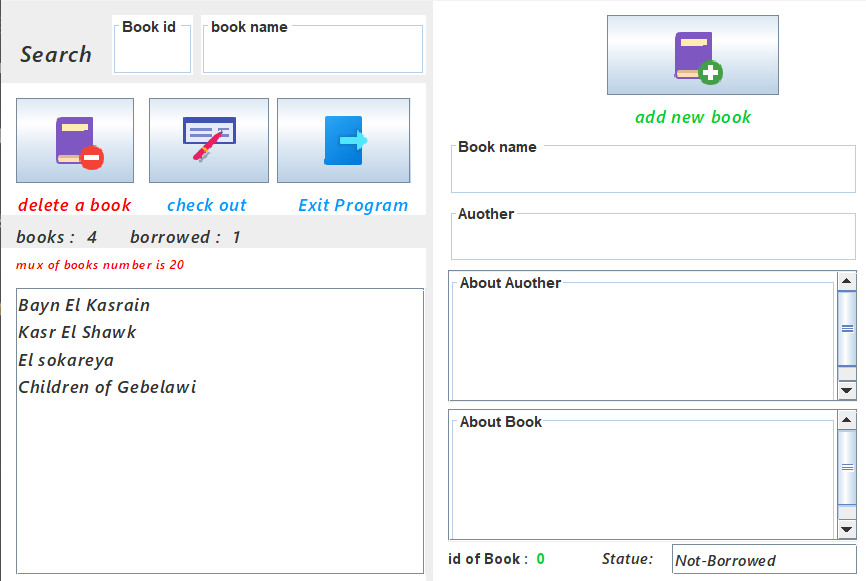 Search
Book id
book name
delete a book
check out
Exit Program
books : 4
borrowed : 1
mux of books number is 20
Bayn El Kasrain
Kasr El Shawk
El sokareya
Children of Gebelawi
add new book
Book name
Auother
About Auother
About Book
id of Book : 0
Statue:
Not-Borrowed